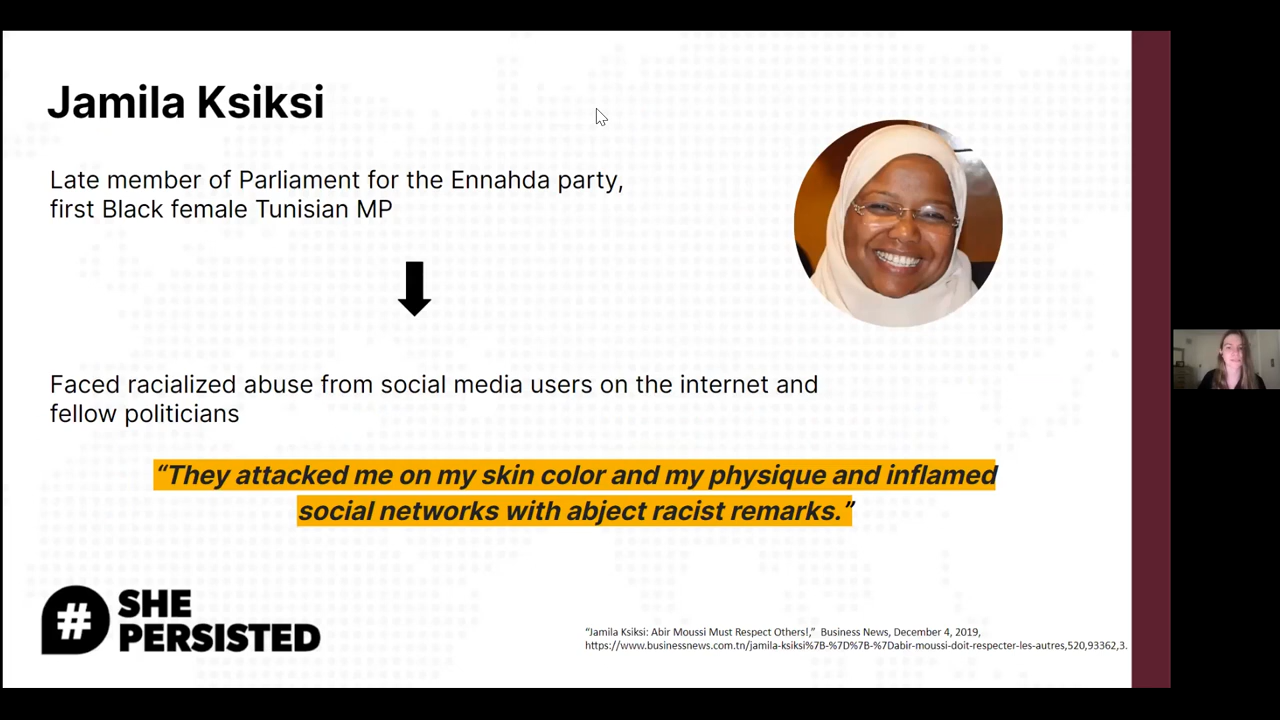 Jamila Ksiksi
Late member of Parliament for the Ennahda party,
first Black female Tunisian MP
Faced racialized abuse from social media users on the internet and
fellow politicians
“They attacked me on my skin color and my physique and inflamed
social networks with abject racist remarks.”
# SHE
PERSISTED
“Jamila Ksiksi: Abir Moussi Must Respect Others!,” Business News, December 4, 2019,
https://www.businessnews.com.tn/jamila-ksiksi%7B-%7D%7B-%7Dabir-moussi-doit-respecter-les-autres,520,93362,3.